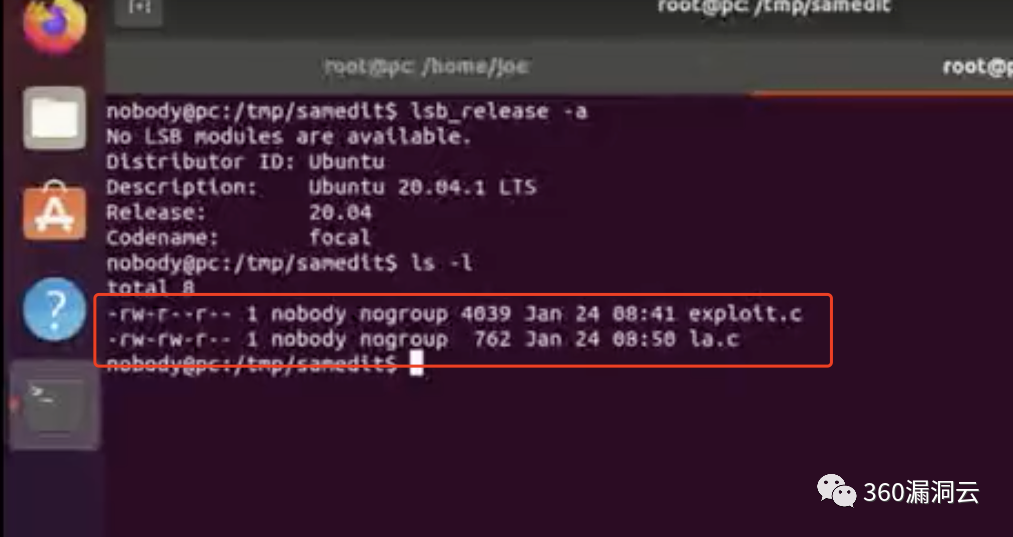 [+]
root@pc: /tmp/samedit
root@pc: /home/joe
root@p
nobody@pc:/tmp/samedit$ lsb_release -a
No LSB modules are available.
Distributor ID: Ubuntu
Description:    Ubuntu 20.04.1 LTS
Release:        20.04
Codename:       focal
nobody@pc:/tmp/samedit$ ls -l
total 8
-rw-r--r-- 1 nobody nogroup 4039 Jan 24 08:41 exploit.c
-rw-rw-r-- 1 nobody nogroup  762 Jan 24 08:50 la.c
nobody@pc:/tmp/samedit$
360漏洞云